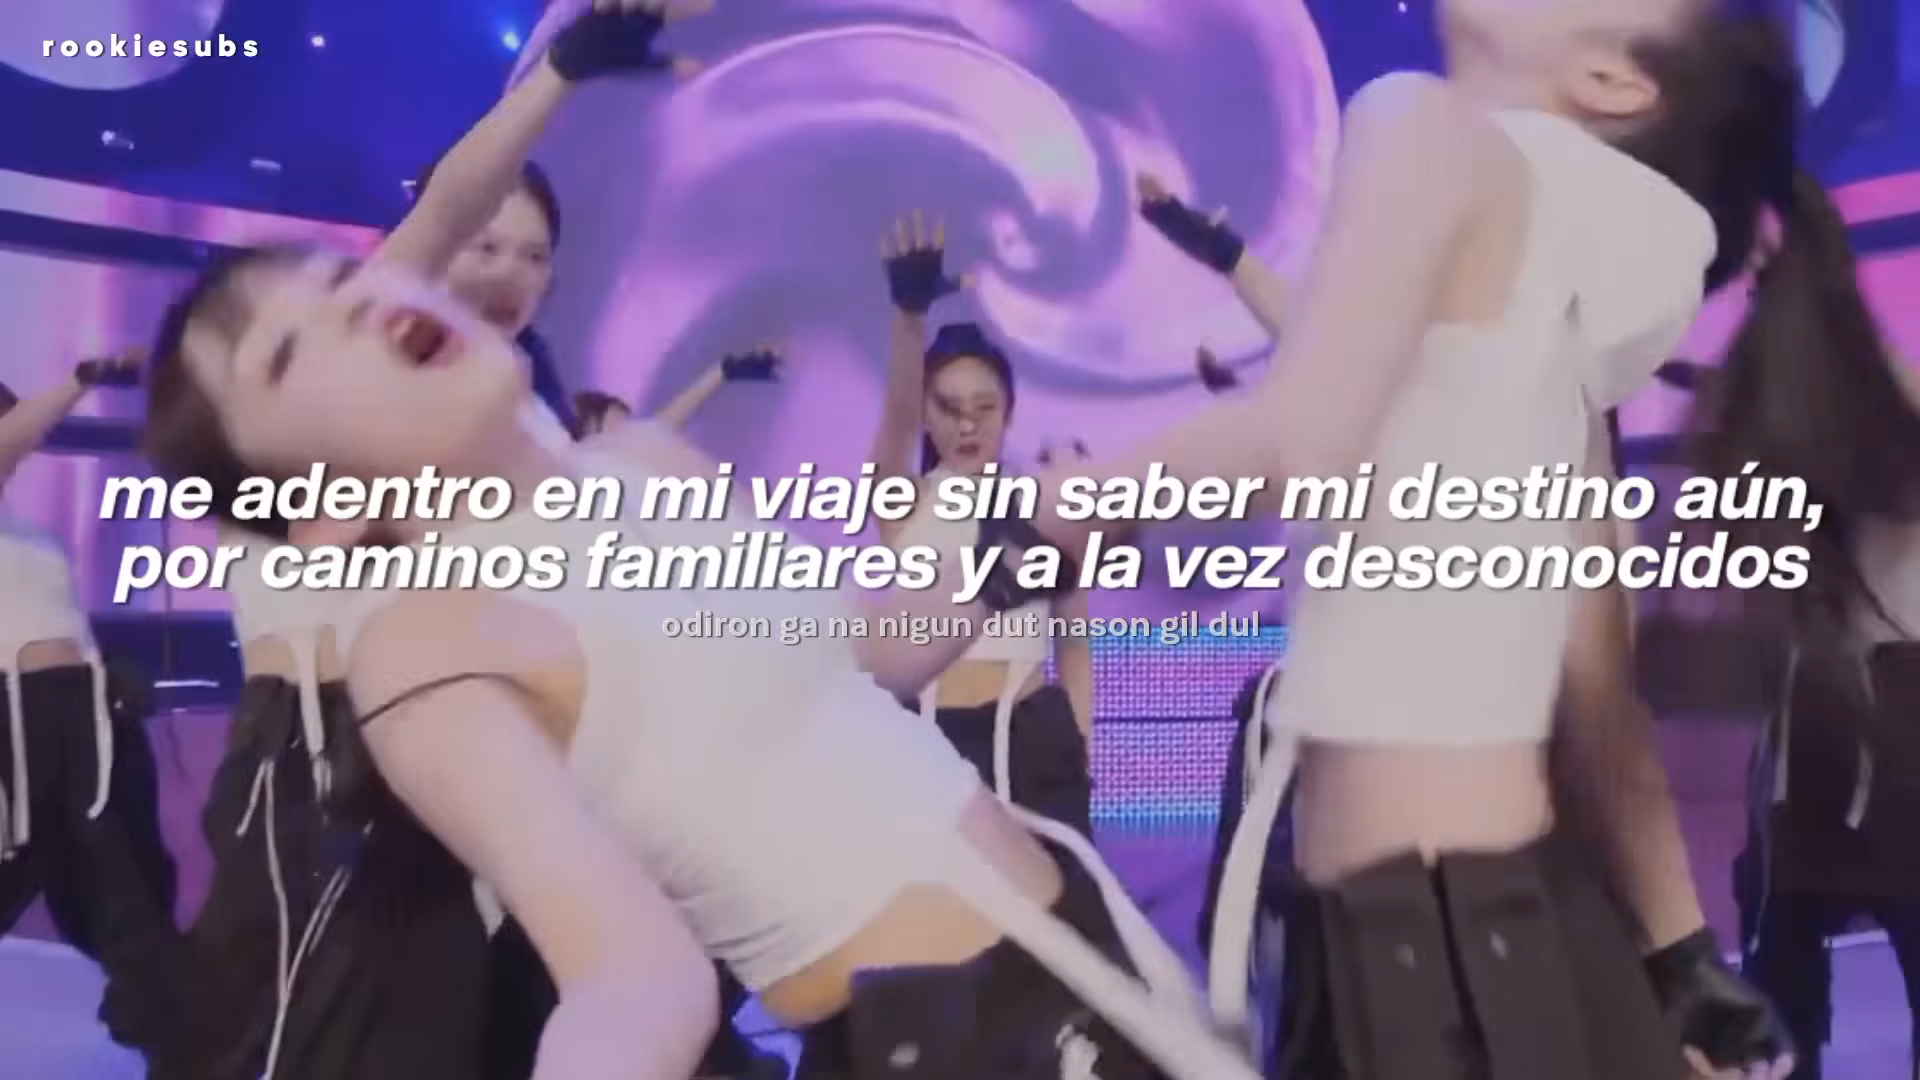 rookiesubs
me adentro en mi viaje sin saber mi destino aún,
por caminos familiares y a la vez desconocidos
odiron ga na nigun dut nason gil dul